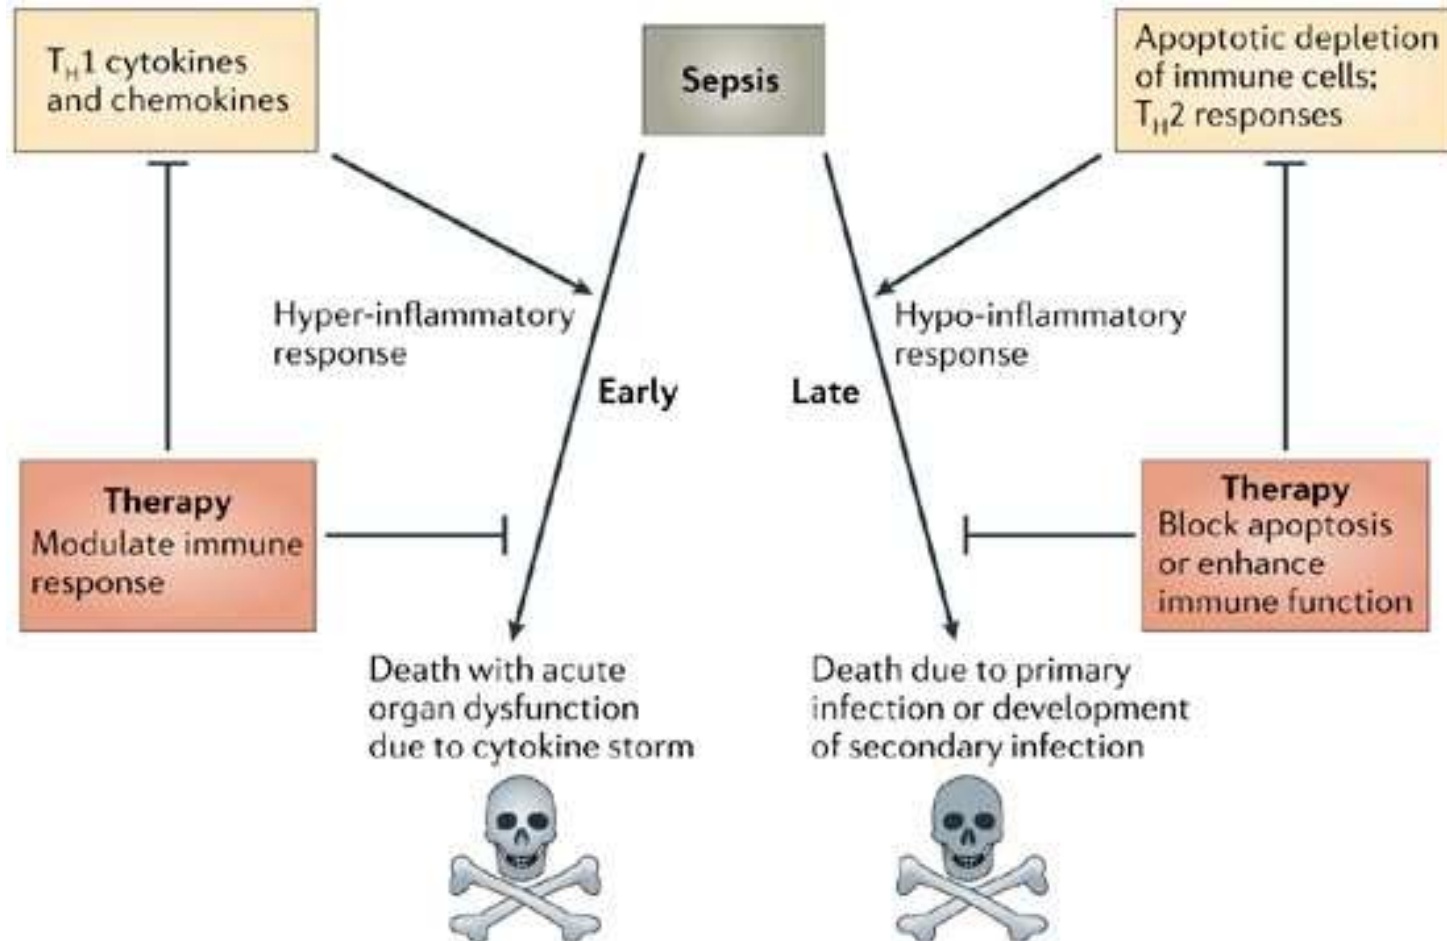 T_H1 cytokines
and chemokines
Sepsis
Apoptotic depletion
of immune cells;
T_H2 responses
Hyper-inflammatory
response
Hypo-inflammatory
response
Early
Late
Therapy
Modulate immune
response
Therapy
Block apoptosis
or enhance
immune function
Death with acute
organ dysfunction
due to cytokine storm
Death due to primary
infection or development
of secondary infection